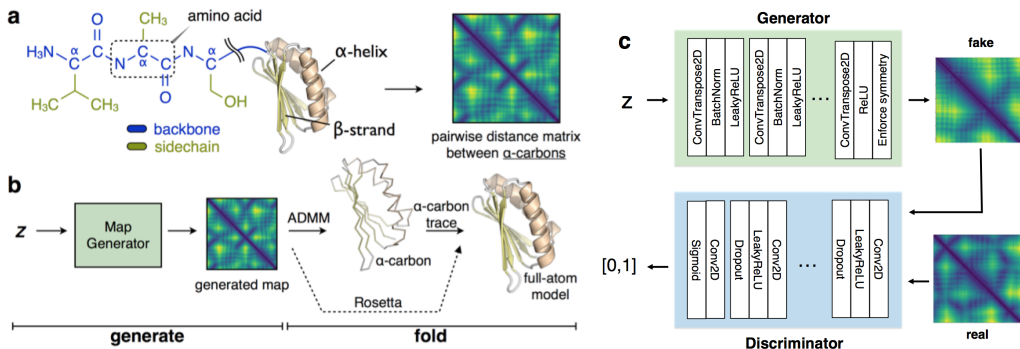 a
amino acid
CH₃
O
H₃N
α
N
α
O
N
α
H₃C
CH₃
OH
backbone
sidechain
α-helix
β-strand
pairwise distance matrix
between α-carbons
b
z
Map
Generator
generated map
ADMM
α-carbon
α-carbon
trace
Rosetta
full-atom
model
generate
fold
c
Generator
z
ConvTranspose2D
BatchNorm
LeakyReLU
ConvTranspose2D
BatchNorm
LeakyReLU
...
ConvTranspose2D
ReLU
Enforce symmetry
fake
[0,1]
Sigmoid
Conv2D
Dropout
LeakyReLU
Conv2D
...
Dropout
LeakyReLU
Conv2D
real
Discriminator